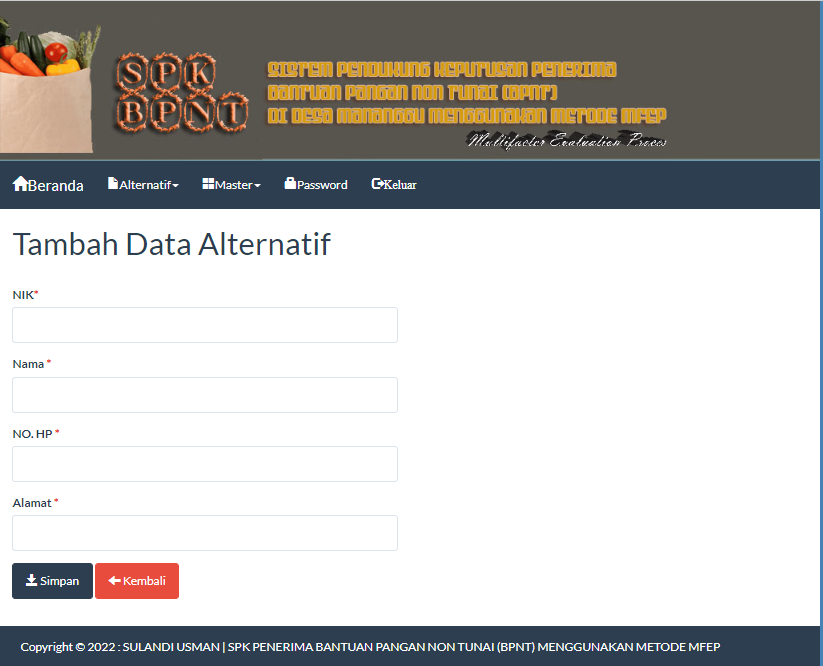 SPK
BPNT
SISTEM PENDUKUNG KEPUTUSAN PENERIMA
BANTUAN PANGAN NON TUNAI (BPNT)
DI DESA MANANGGU MENGGUNAKAN METODE MFEP
Multifactor Evaluation Proces
Beranda Alternatif Master Password Keluar
Tambah Data Alternatif
NIK*
Nama *
NO. HP *
Alamat *
Simpan Kembali
Copyright © 2022 : SULANDI USMAN | SPK PENERIMA BANTUAN PANGAN NON TUNAI (BPNT) MENGGUNAKAN METODE MFEP